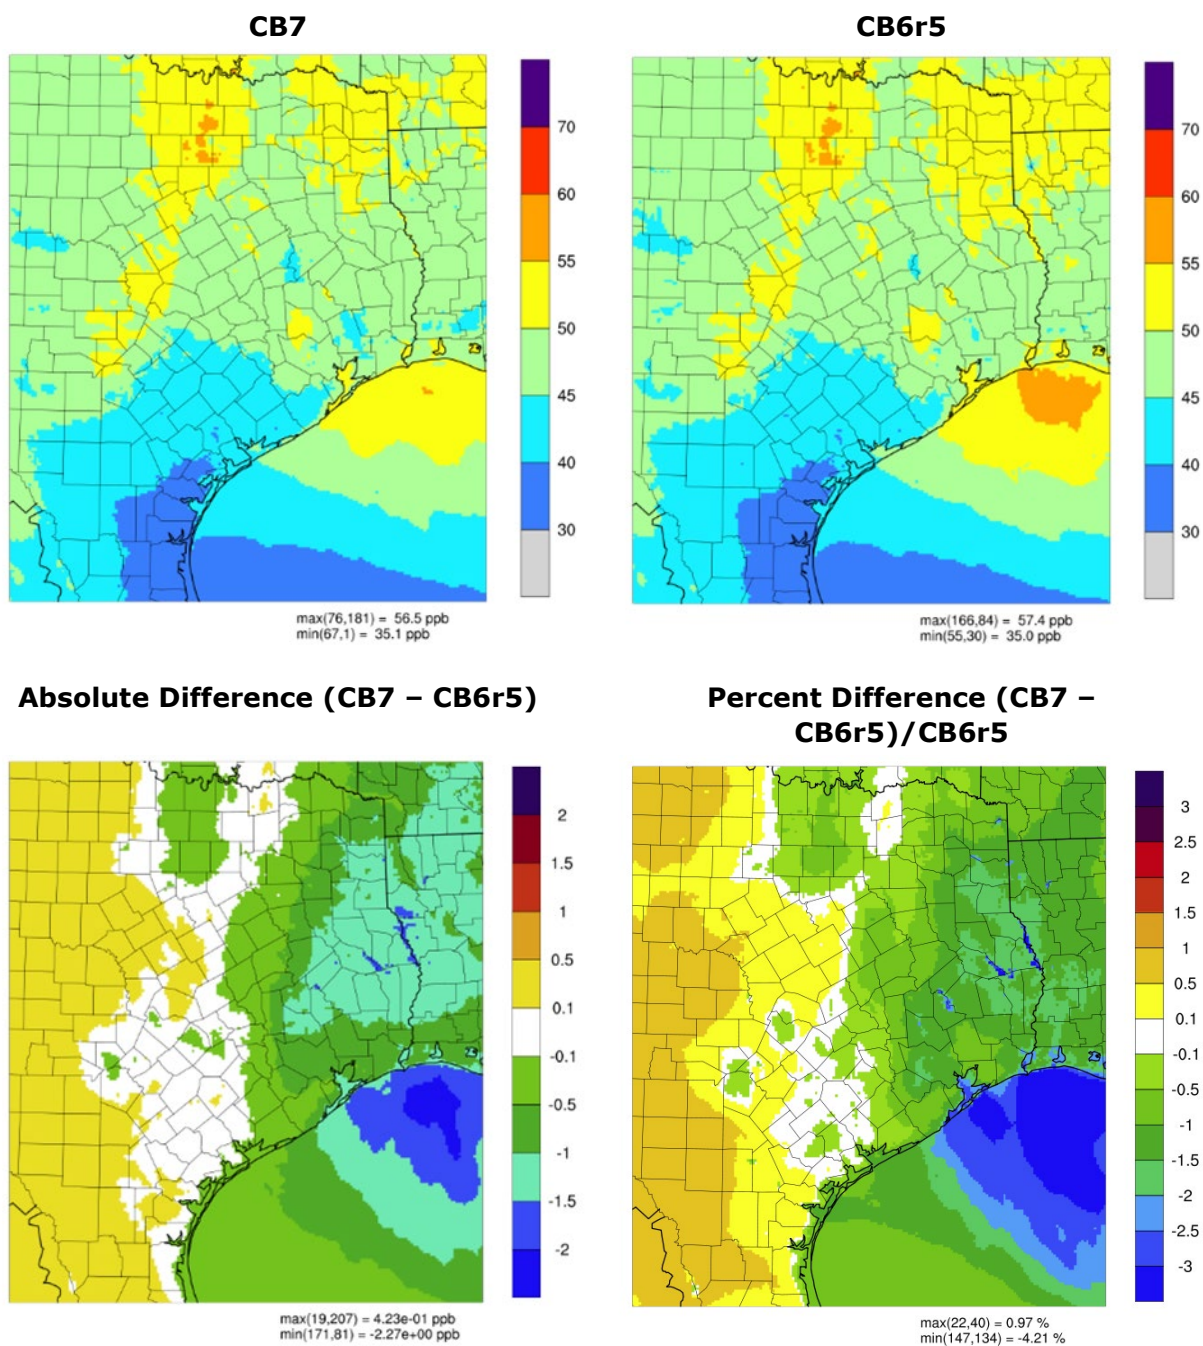 CB7
CB6r5
70
60
55
50
45
40
30
70
60
55
50
45
40
30
max(76,181) = 56.5 ppb
min(67,1) = 35.1 ppb
max(166,84) = 57.4 ppb
min(55,30) = 35.0 ppb
Absolute Difference (CB7 – CB6r5)
Percent Difference (CB7 –
CB6r5)/CB6r5
2
1.5
1
0.5
0.1
-0.1
-0.5
-1
-1.5
-2
3
2.5
2
1.5
1
0.5
0.1
-0.1
-0.5
-1
-1.5
-2
-2.5
-3
max(19,207) = 4.23e-01 ppb
min(171,81) = -2.27e+00 ppb
max(22,40) = 0.97 %
min(147,134) = -4.21 %